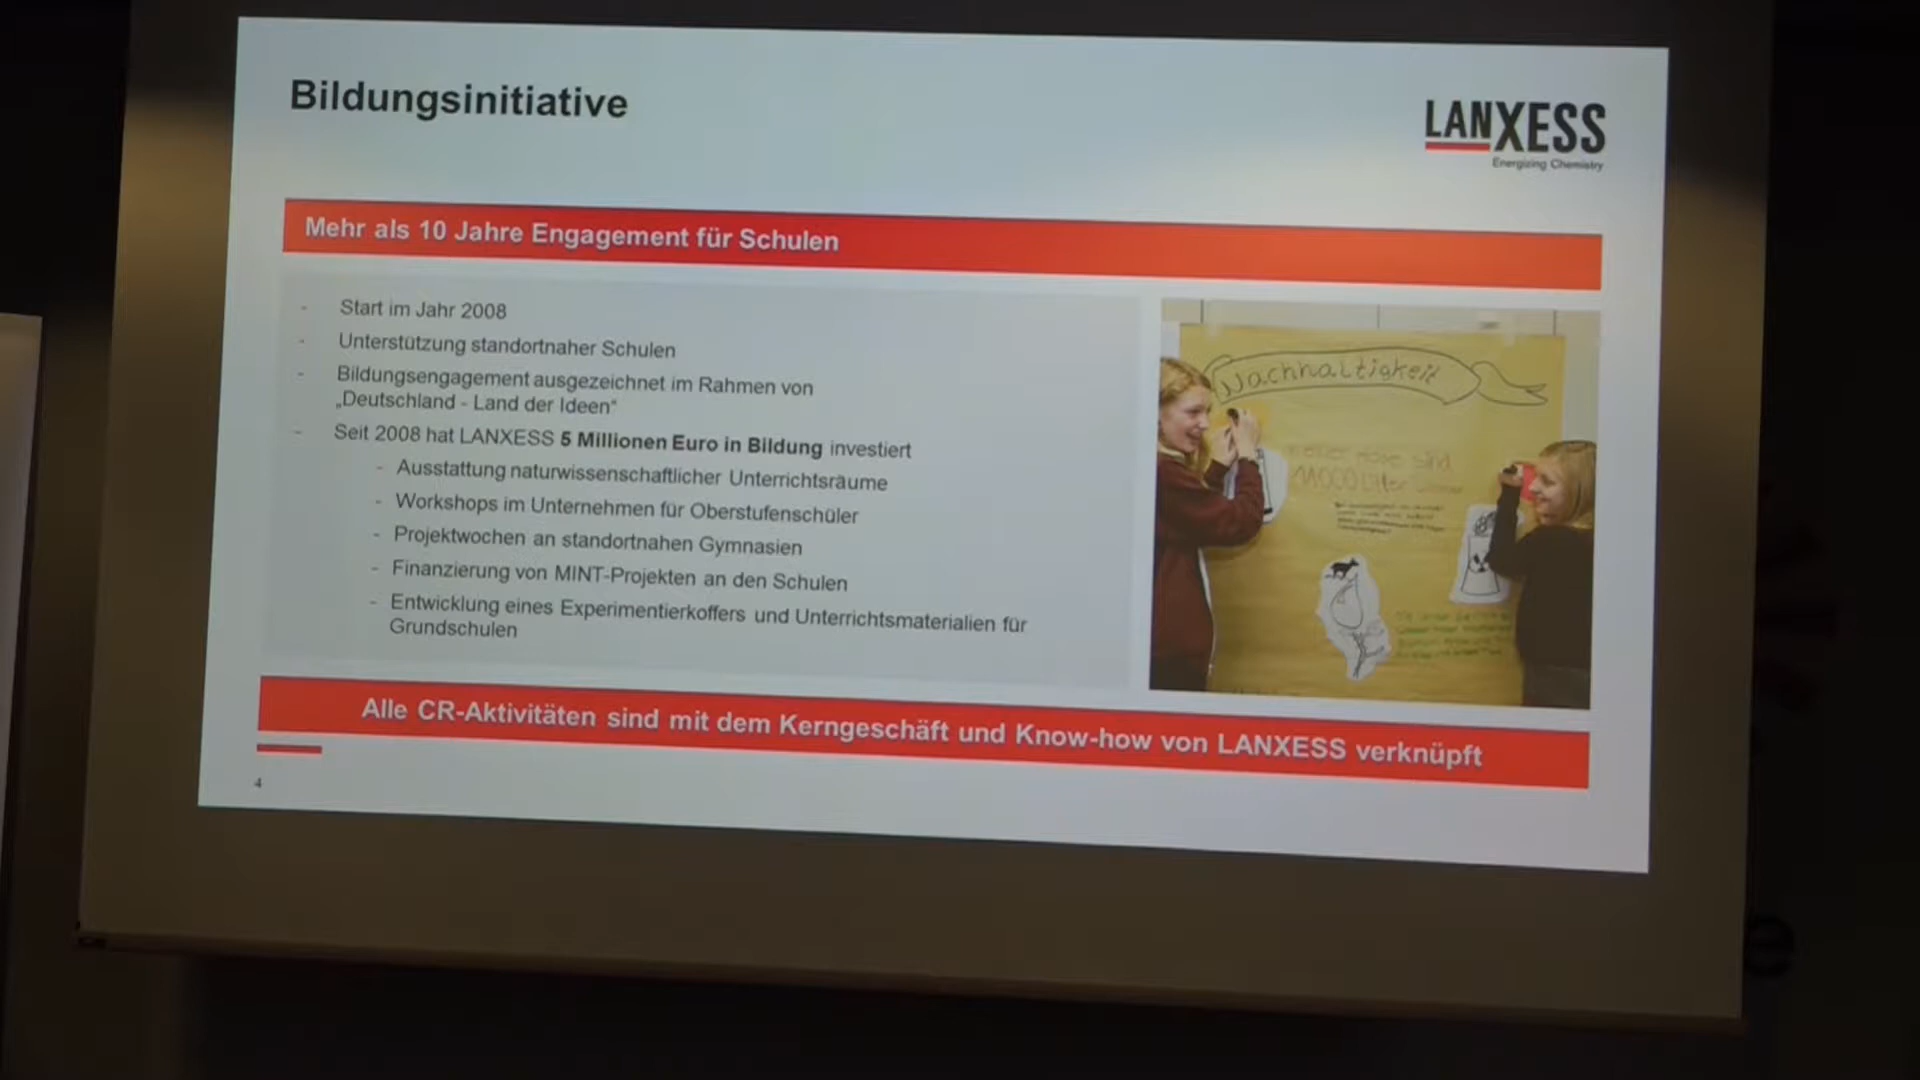 Bildungsinitiative
LANXESS
Energizing Chemistry
Mehr als 10 Jahre Engagement für Schulen
- Start im Jahr 2008
- Unterstützung standortnaher Schulen
- Bildungsengagement ausgezeichnet im Rahmen von
„Deutschland - Land der Ideen“
- Seit 2008 hat LANXESS 5 Millionen Euro in Bildung investiert
- Ausstattung naturwissenschaftlicher Unterrichtsräume
- Workshops im Unternehmen für Oberstufenschüler
- Projektwochen an standortnahen Gymnasien
- Finanzierung von MINT-Projekten an den Schulen
- Entwicklung eines Experimentierkoffers und Unterrichtsmaterialien für
Grundschulen
Nachhaltigkeit
Alle CR-Aktivitäten sind mit dem Kerngeschäft und Know-how von LANXESS verknüpft
4